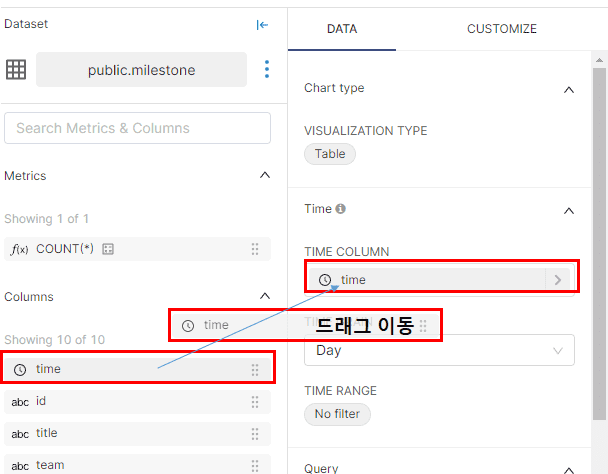 Dataset
public.milestone
Search Metrics & Columns
Metrics
Showing 1 of 1
f(x) COUNT(*)
Columns
Showing 10 of 10
time
abc id
abc title
abc team
time
드래그 이동
DATA
CUSTOMIZE
Chart type
VISUALIZATION TYPE
Table
Time
TIME COLUMN
time
Day
TIME RANGE
No filter
Query